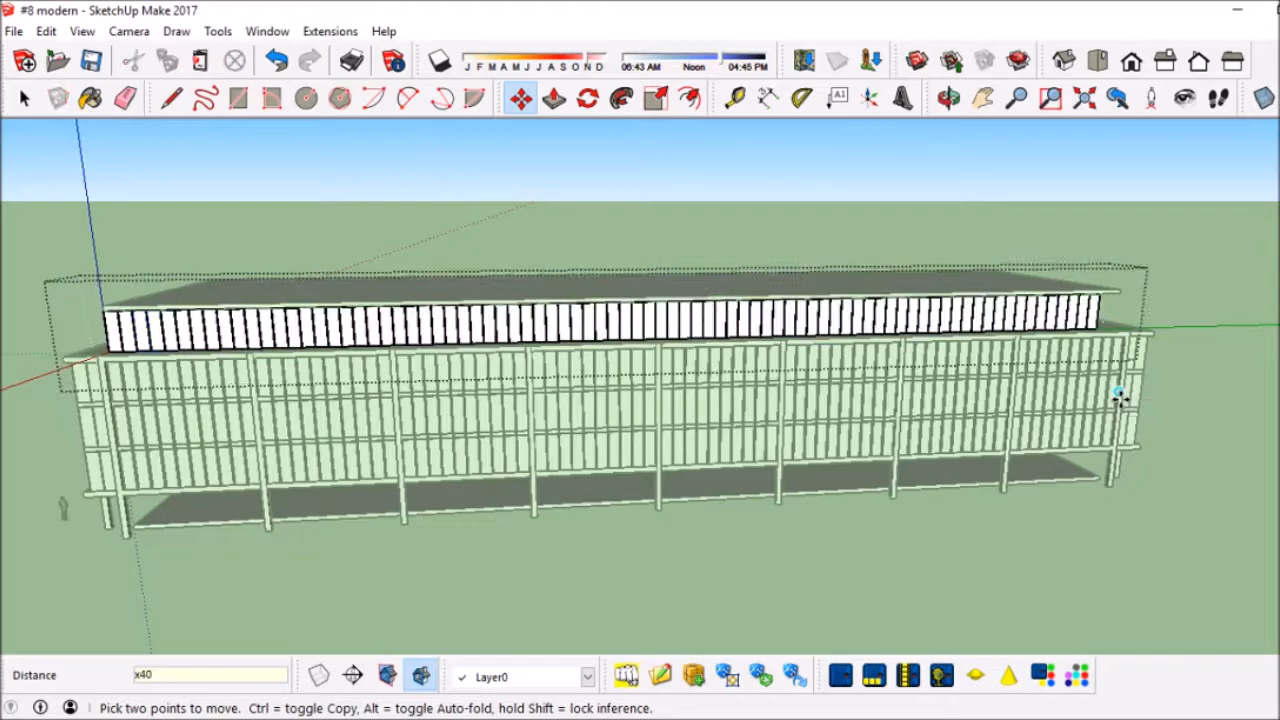 #8 modern - SketchUp Make 2017
File Edit View Camera Draw Tools Window Extensions Help
J F M A M J J A S O N D 06:43 AM Noon 04:45 PM
A1
Distance x40 Layer0
Pick two points to move. Ctrl = toggle Copy, Alt = toggle Auto-fold, hold Shift = lock inference.